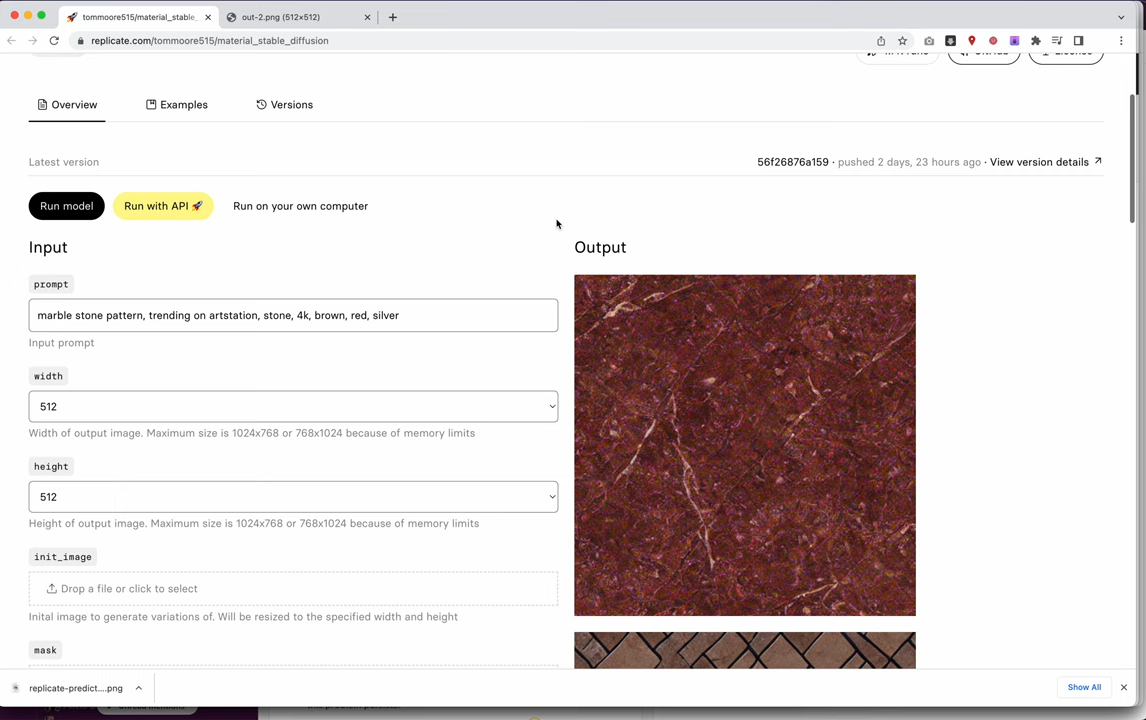 tommoore515/material_stable_
out-2.png (512×512)
replicate.com/tommoore515/material_stable_diffusion
GitHub
License
Overview
Examples
Versions
Latest version
56f26876a159 · pushed 2 days, 23 hours ago · View version details
Run model
Run with API 🚀
Run on your own computer
Input
Output
prompt
marble stone pattern, trending on artstation, stone, 4k, brown, red, silver
Input prompt
width
512
Width of output image. Maximum size is 1024x768 or 768x1024 because of memory limits
height
512
Height of output image. Maximum size is 1024x768 or 768x1024 because of memory limits
init_image
Drop a file or click to select
Inital image to generate variations of. Will be resized to the specified width and height
mask
replicate-predict....png
Show All